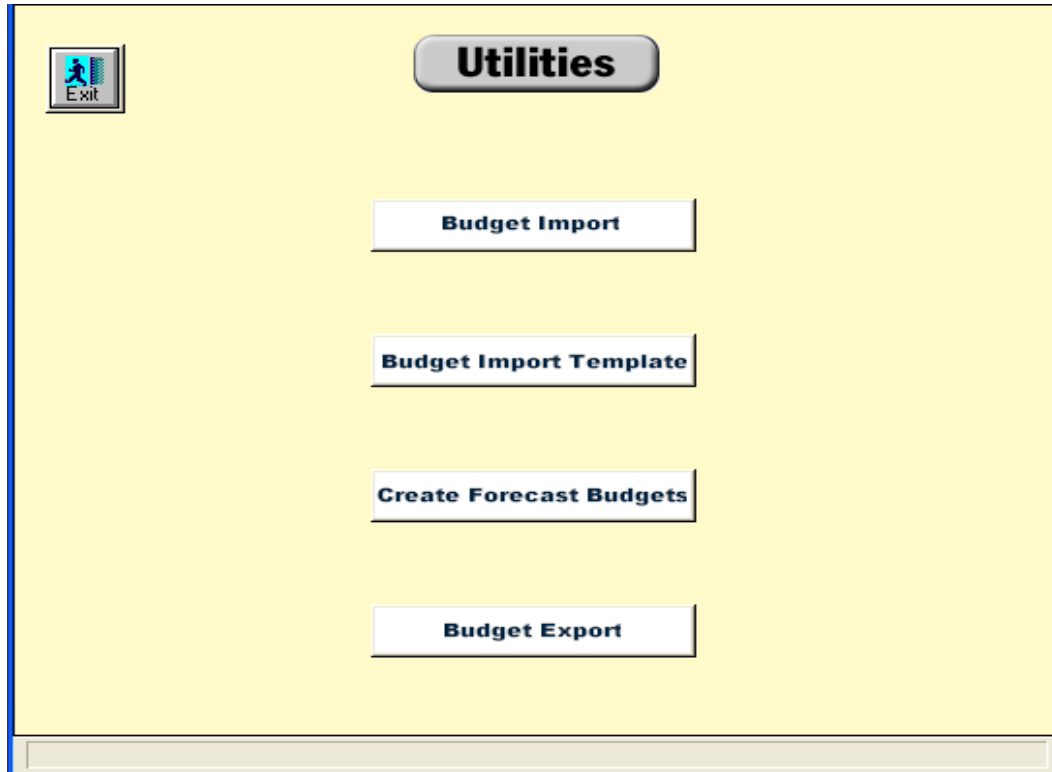 Utilities
Exit
Budget Import
Budget Import Template
Create Forecast Budgets
Budget Export